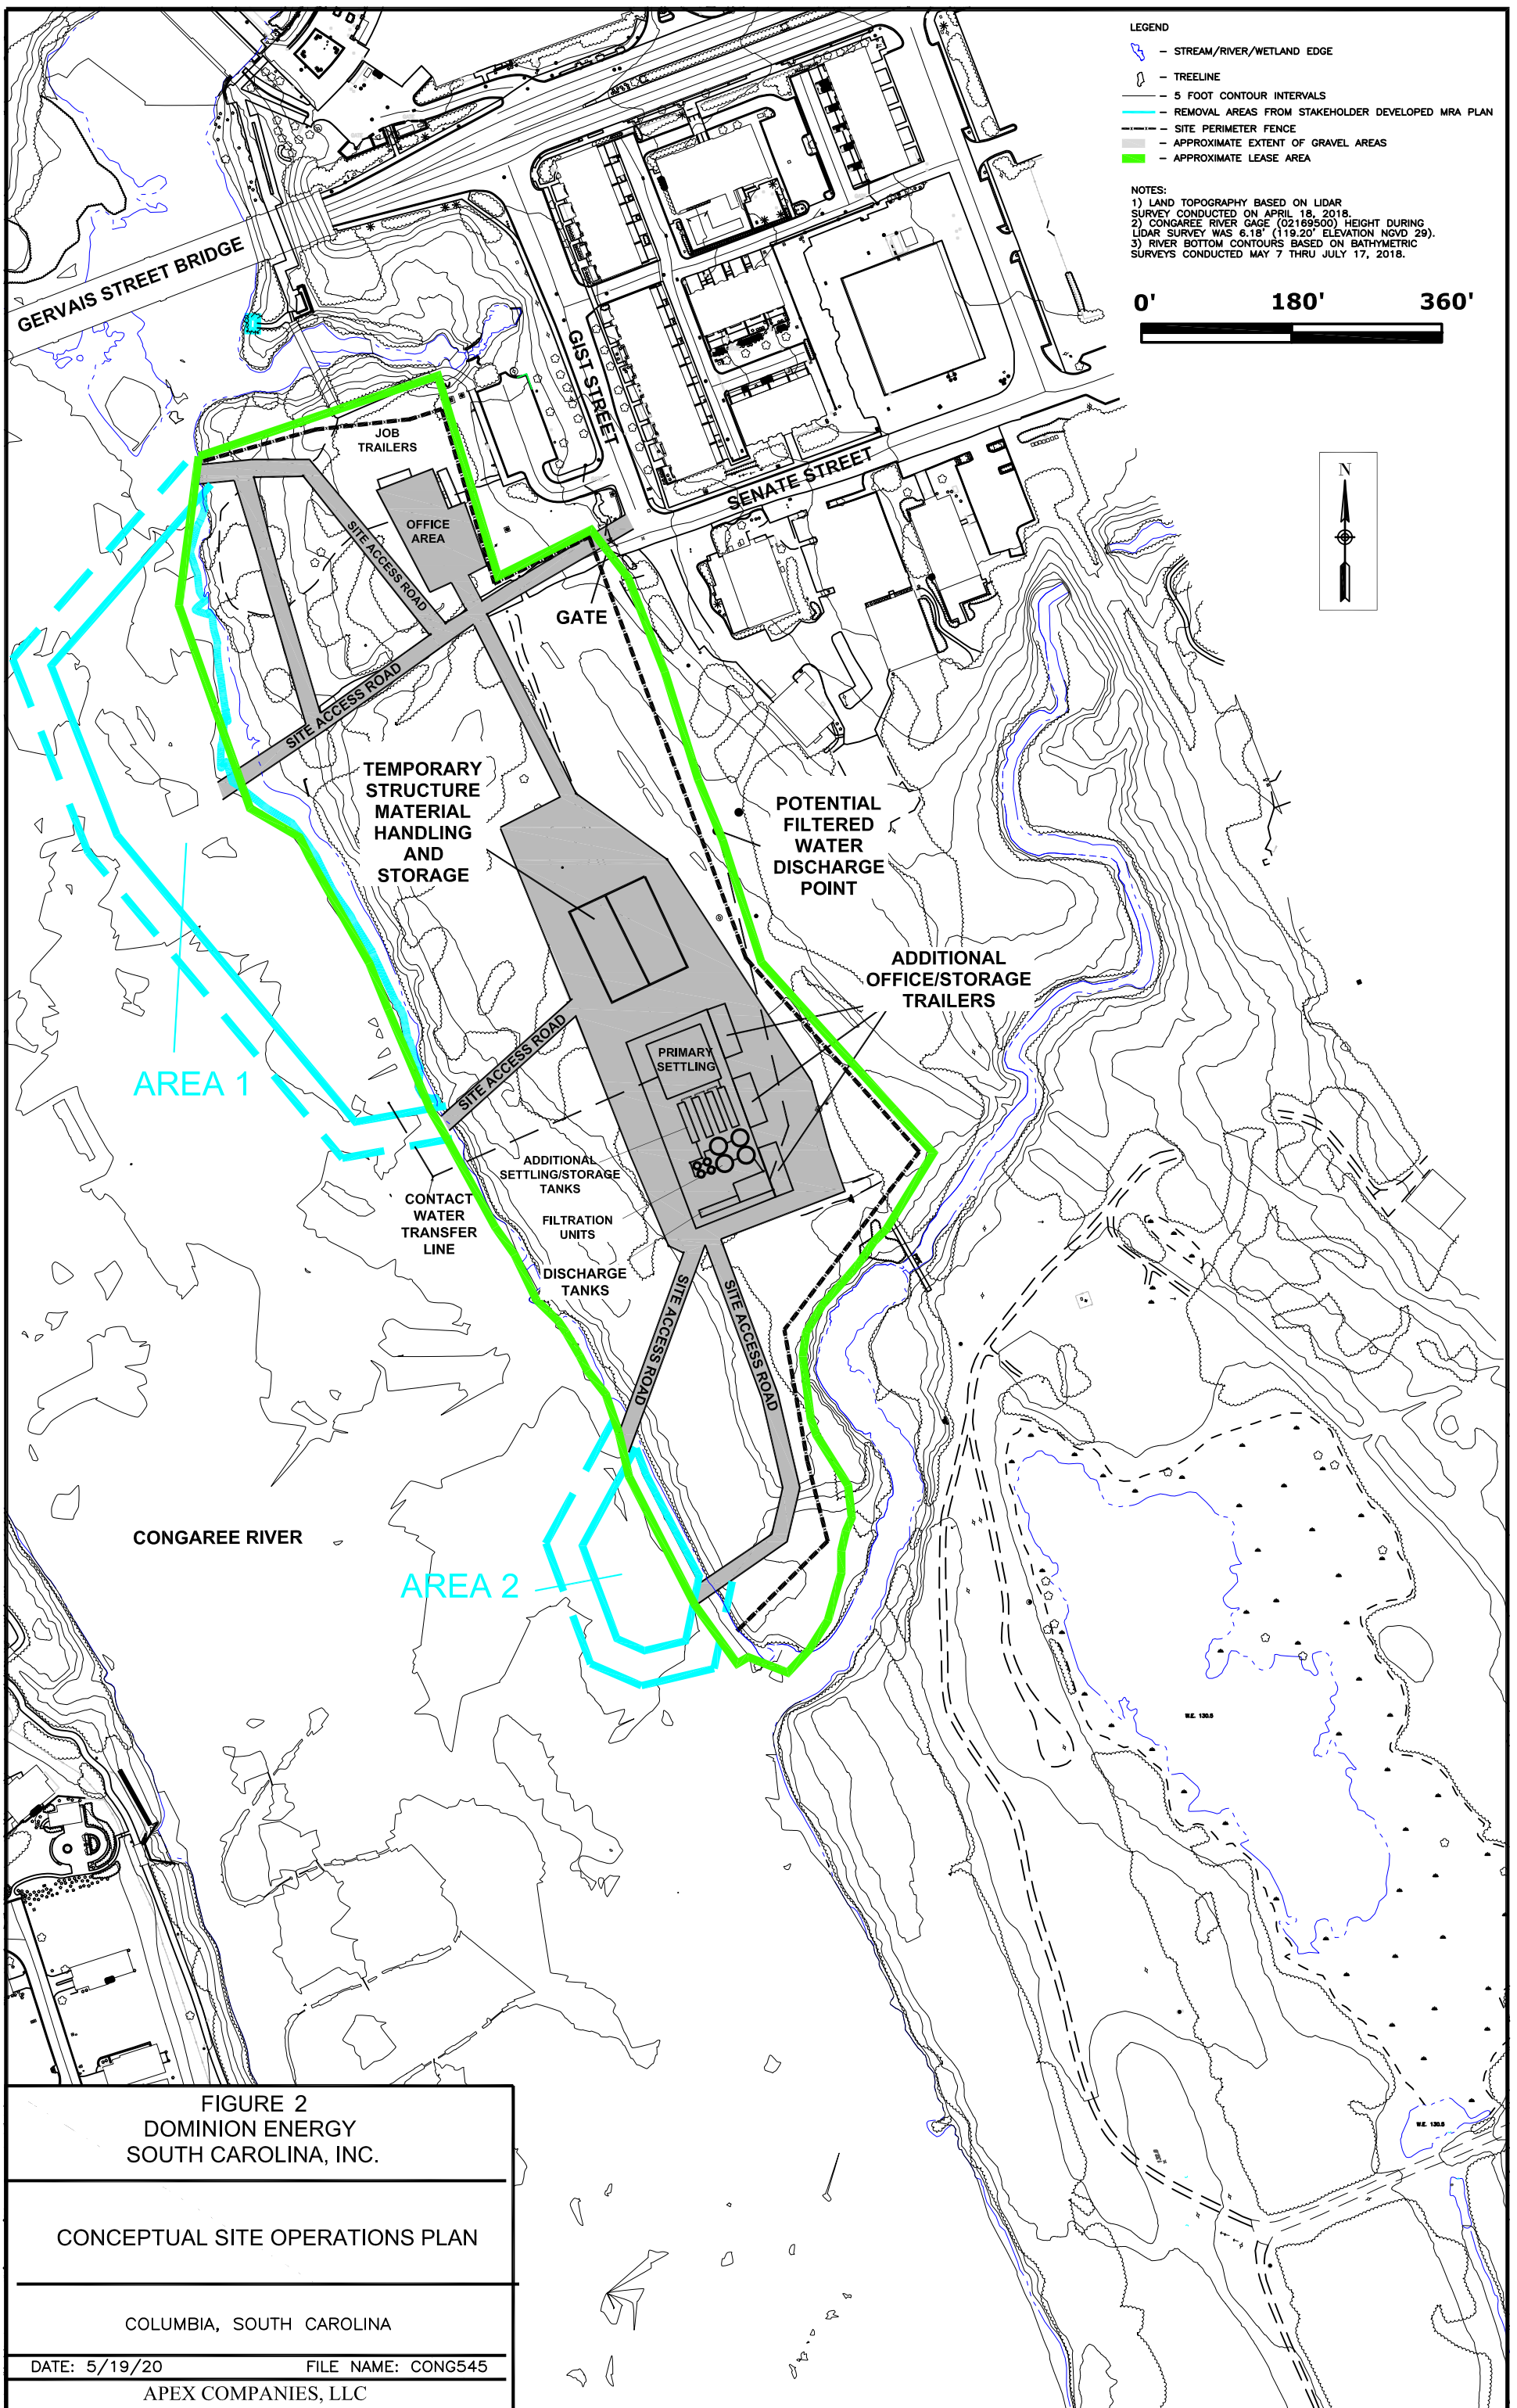 LEGEND
– STREAM/RIVER/WETLAND EDGE
– TREELINE
– 5 FOOT CONTOUR INTERVALS
– REMOVAL AREAS FROM STAKEHOLDER DEVELOPED MRA PLAN
– SITE PERIMETER FENCE
– APPROXIMATE EXTENT OF GRAVEL AREAS
– APPROXIMATE LEASE AREA
NOTES:
1) LAND TOPOGRAPHY BASED ON LIDAR
SURVEY CONDUCTED ON APRIL 18, 2018.
2) CONGAREE RIVER GAGE (02169500) HEIGHT DURING
LIDAR SURVEY WAS 6.18' (119.20' ELEVATION NGVD 29).
3) RIVER BOTTOM CONTOURS BASED ON BATHYMETRIC
SURVEYS CONDUCTED MAY 7 THRU JULY 17, 2018.
0' 180' 360'
N
GERVAIS STREET BRIDGE
GIST STREET
SENATE STREET
JOB
TRAILERS
OFFICE
AREA
SITE ACCESS ROAD
GATE
SITE ACCESS ROAD
TEMPORARY
STRUCTURE
MATERIAL
HANDLING
AND
STORAGE
POTENTIAL
FILTERED
WATER
DISCHARGE
POINT
ADDITIONAL
OFFICE/STORAGE
TRAILERS
PRIMARY
SETTLING
SITE ACCESS ROAD
AREA 1
ADDITIONAL
SETTLING/STORAGE
TANKS
CONTACT
WATER
TRANSFER
LINE
FILTRATION
UNITS
DISCHARGE
TANKS
SITE ACCESS ROAD
SITE ACCESS ROAD
CONGAREE RIVER
AREA 2
W.E. 130.5
W.E. 130.5
FIGURE 2
DOMINION ENERGY
SOUTH CAROLINA, INC.
CONCEPTUAL SITE OPERATIONS PLAN
COLUMBIA, SOUTH CAROLINA
DATE: 5/19/20 FILE NAME: CONG545
APEX COMPANIES, LLC